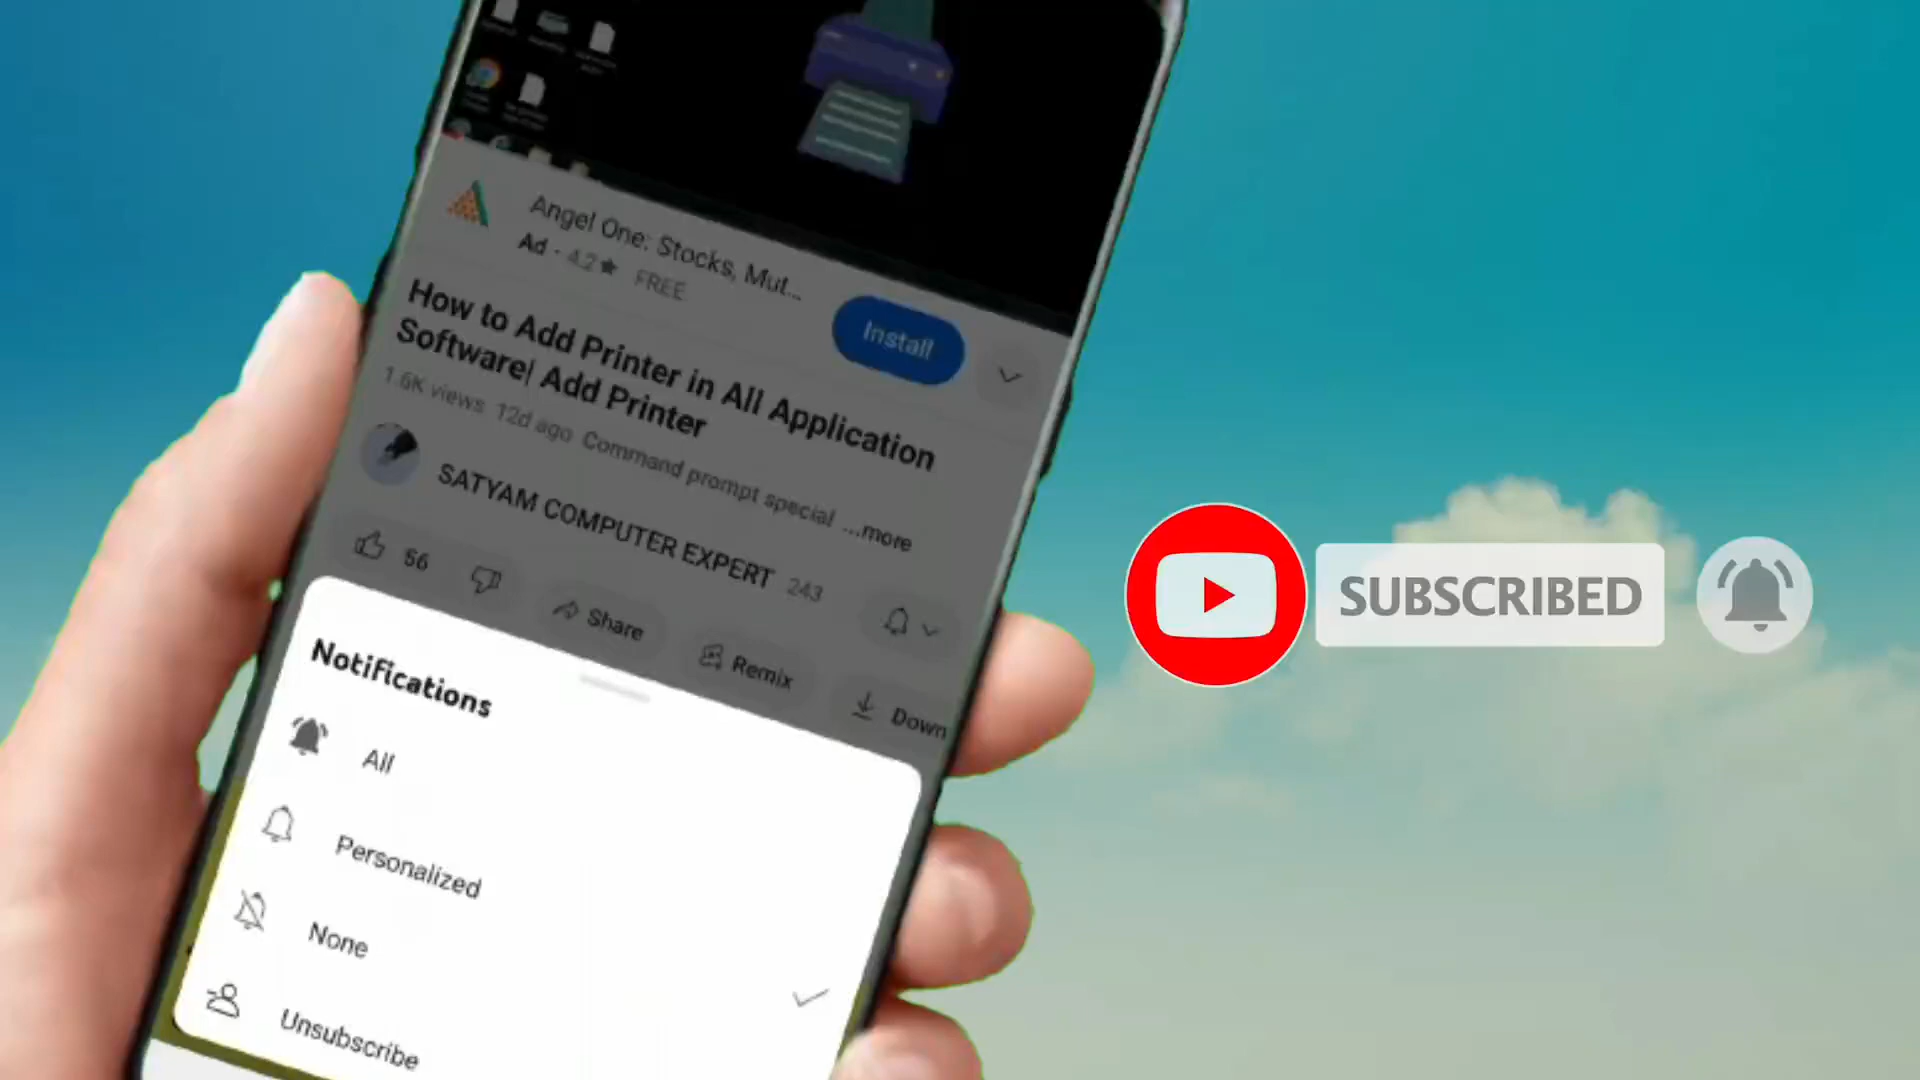 Angel One: Stocks, Mut...
Ad · 4.2★ FREE
Install
How to Add Printer in All Application
Software| Add Printer
1.6K views 12d ago Command prompt special ...more
SATYAM COMPUTER EXPERT 243
56
Share
Remix
Down
Notifications
All
Personalized
None
Unsubscribe
SUBSCRIBED